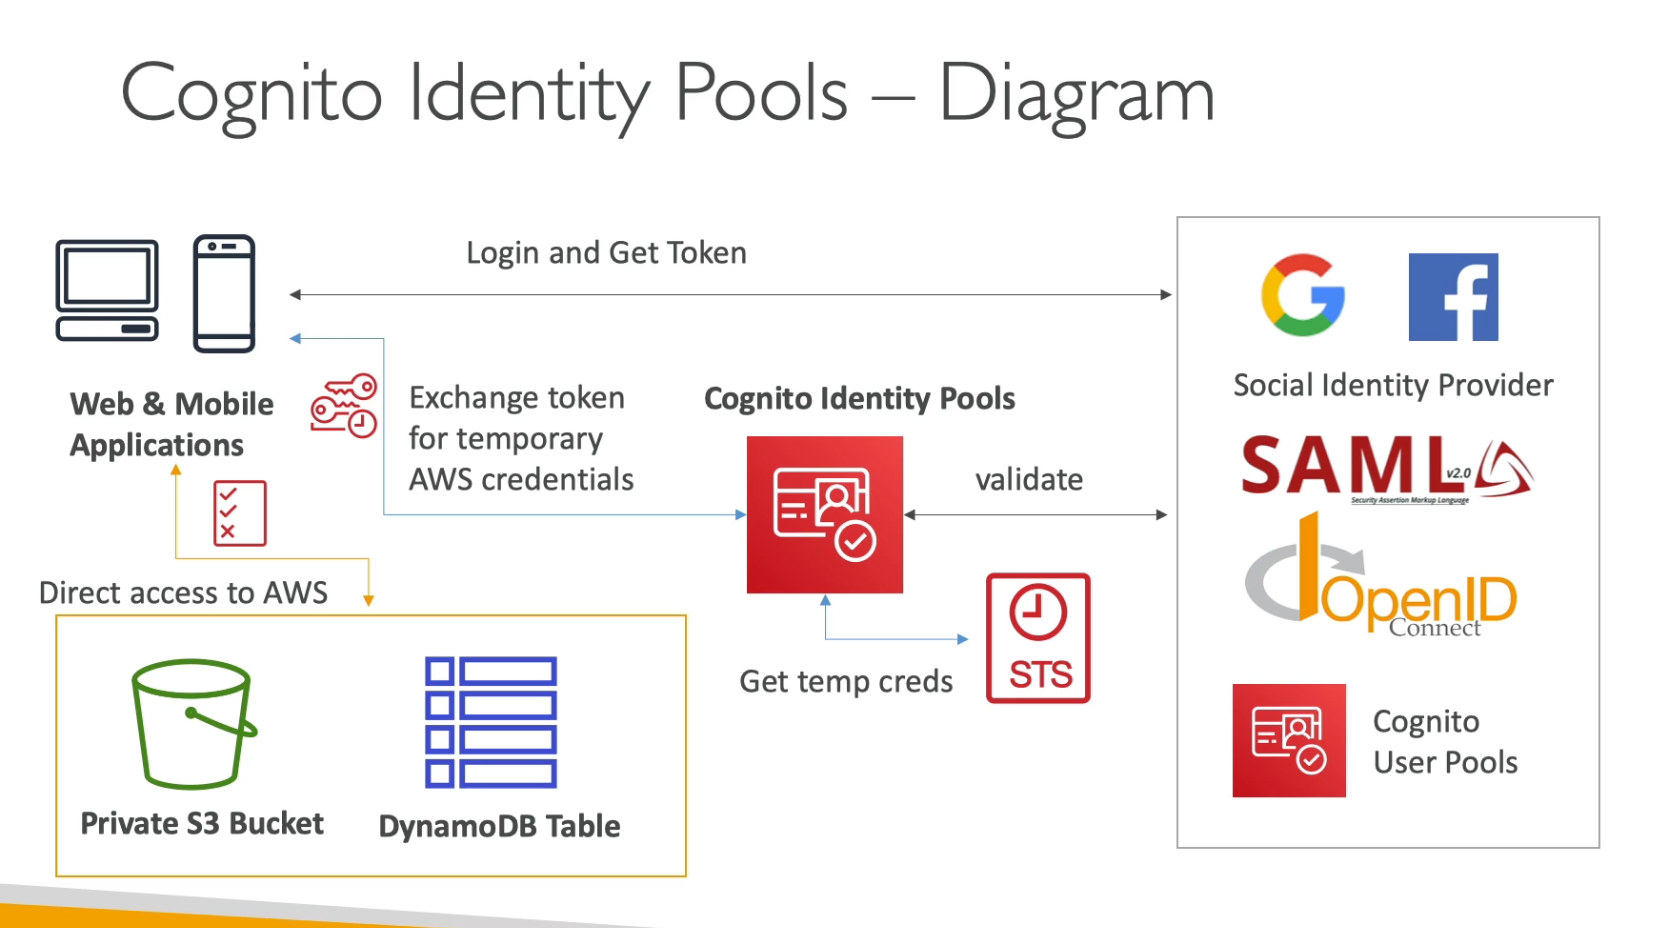 Cognito Identity Pools – Diagram
Login and Get Token
Web & Mobile
Applications
Exchange token
for temporary
AWS credentials
Cognito Identity Pools
validate
Social Identity Provider
SAML v2.0
Security Assertion Markup Language
OpenID
Connect
Direct access to AWS
Get temp creds
STS
Cognito
User Pools
Private S3 Bucket
DynamoDB Table